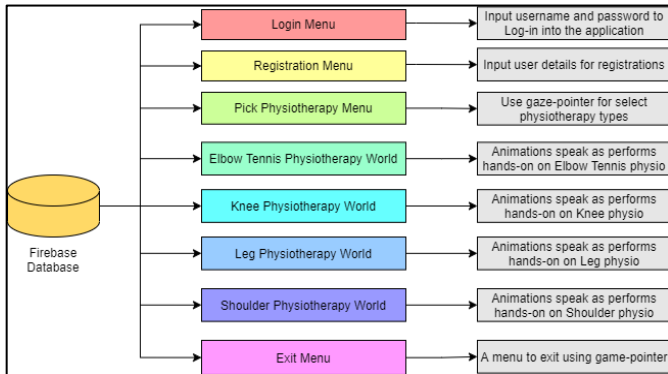 Login Menu
Input username and password to
Log-in into the application
Registration Menu
Input user details for registrations
Pick Physiotherapy Menu
Use gaze-pointer for select
physiotherapy types
Elbow Tennis Physiotherapy World
Animations speak as performs
hands-on on Elbow Tennis physio
Knee Physiotherapy World
Animations speak as performs
hands-on on Knee physio
Firebase
Database
Leg Physiotherapy World
Animations speak as performs
hands-on on Leg physio
Shoulder Physiotherapy World
Animations speak as performs
hands-on on Shoulder physio
Exit Menu
A menu to exit using game-pointer